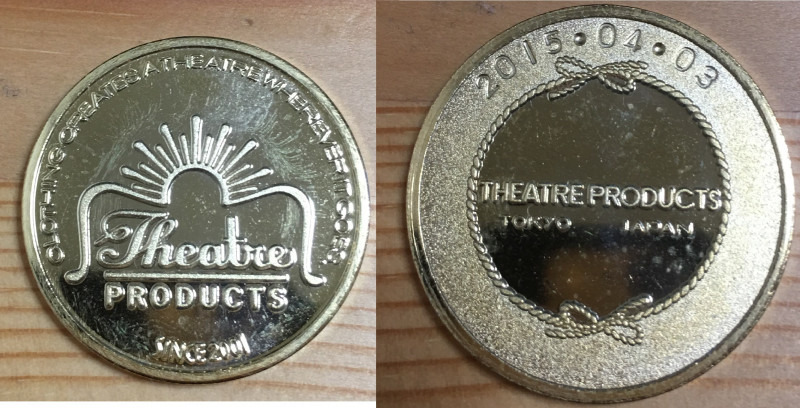 CLOTHING CREATES A THEATRE WHEREVER IT GOES
Theatre
PRODUCTS
SINCE 2001
2015・04・03
THEATRE PRODUCTS
TOKYO JAPAN